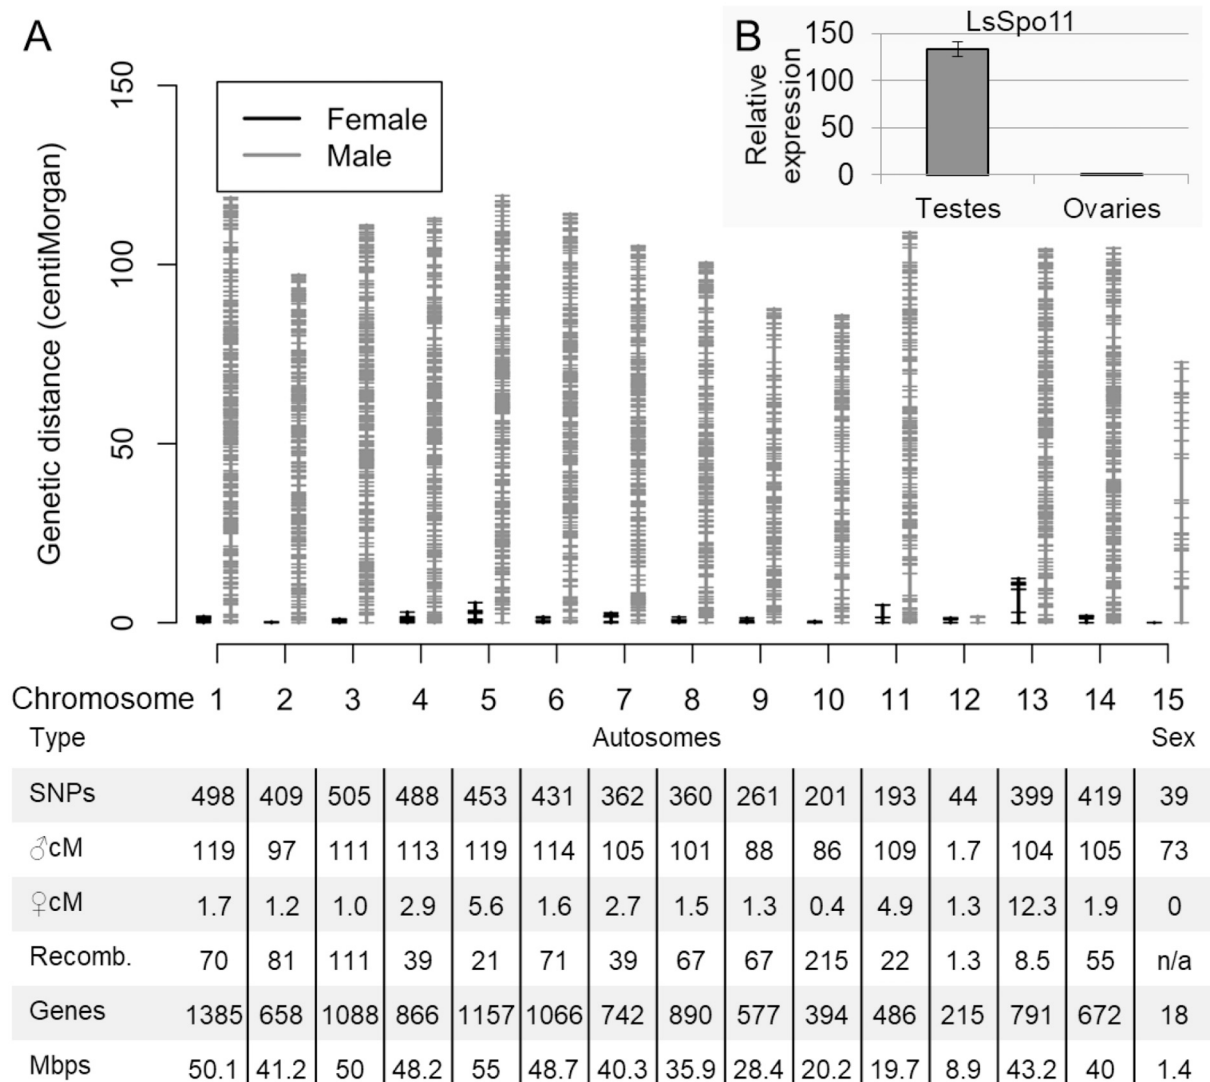 A
B
LsSpo11
Relative
expression
150
100
50
0
Testes
Ovaries
Female
Male
Genetic distance (centiMorgan)
150
100
50
0
Chromosome 1 2 3 4 5 6 7 8 9 10 11 12 13 14 15
Type Autosomes Sex
SNPs 498 409 505 488 453 431 362 360 261 201 193 44 399 419 39
♂cM 119 97 111 113 119 114 105 101 88 86 109 1.7 104 105 73
♀cM 1.7 1.2 1.0 2.9 5.6 1.6 2.7 1.5 1.3 0.4 4.9 1.3 12.3 1.9 0
Recomb. 70 81 111 39 21 71 39 67 67 215 22 1.3 8.5 55 n/a
Genes 1385 658 1088 866 1157 1066 742 890 577 394 486 215 791 672 18
Mbps 50.1 41.2 50 48.2 55 48.7 40.3 35.9 28.4 20.2 19.7 8.9 43.2 40 1.4